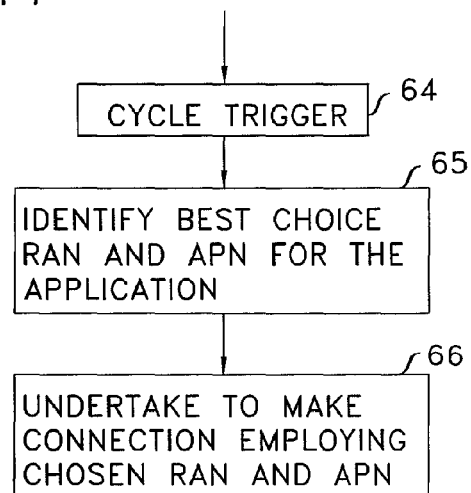 CYCLE TRIGGER
64
65
IDENTIFY BEST CHOICE
RAN AND APN FOR THE
APPLICATION
66
UNDERTAKE TO MAKE
CONNECTION EMPLOYING
CHOSEN RAN AND APN